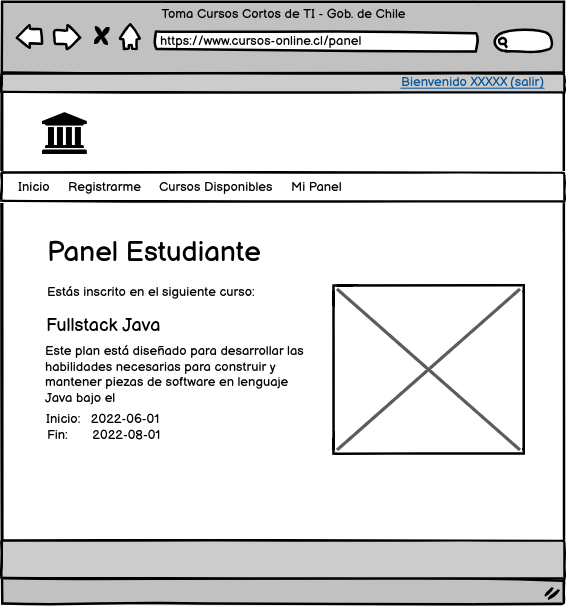 Toma Cursos Cortos de TI - Gob. de Chile
https://www.cursos-online.cl/panel
Bienvenido XXXXX (salir)
Inicio Registrarme Cursos Disponibles Mi Panel
Panel Estudiante
Estás inscrito en el siguiente curso:
Fullstack Java
Este plan está diseñado para desarrollar las
habilidades necesarias para construir y
mantener piezas de software en lenguaje
Java bajo el
Inicio: 2022-06-01
Fin: 2022-08-01